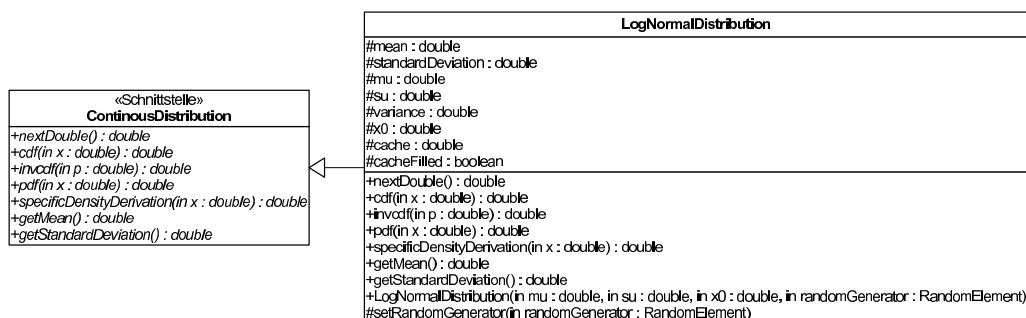 «Schnittstelle»
ContinousDistribution
+nextDouble() : double
+cdf(in x : double) : double
+invcdf(in p : double) : double
+pdf(in x : double) : double
+specificDensityDerivation(in x : double) : double
+getMean() : double
+getStandardDeviation() : double
LogNormalDistribution
#mean : double
#standardDeviation : double
#mu : double
#su : double
#variance : double
#x0 : double
#cache : double
#cacheFilled : boolean
+nextDouble() : double
+cdf(in x : double) : double
+invcdf(in p : double) : double
+pdf(in x : double) : double
+specificDensityDerivation(in x : double) : double
+getMean() : double
+getStandardDeviation() : double
+LogNormalDistribution(in mu : double, in su : double, in x0 : double, in randomGenerator : RandomElement)
#setRandomGenerator(in randomGenerator : RandomElement)